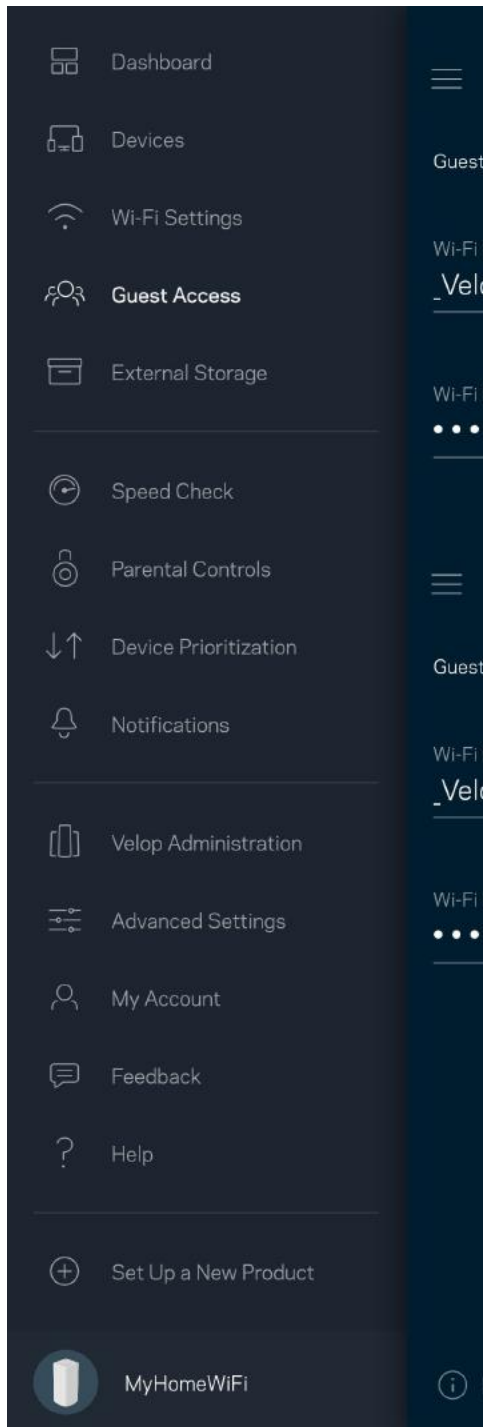 Dashboard
Devices
Wi-Fi Settings
Guest Access
External Storage
Speed Check
Parental Controls
Device Prioritization
Notifications
Velop Administration
Advanced Settings
My Account
Feedback
Help
Set Up a New Product
MyHomeWiFi
Guest
Wi-Fi
_Velo
Wi-Fi
•••
Guest
Wi-Fi
_Velo
Wi-Fi
•••